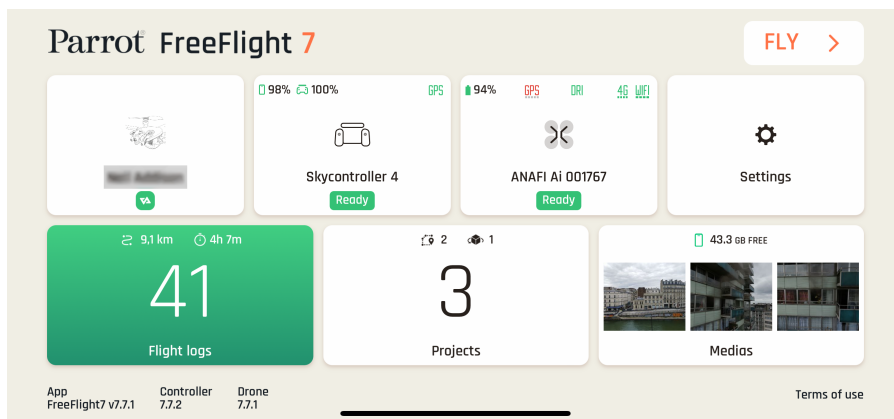 Parrot FreeFlight 7
FLY
98% 100% GPS
94% GPS DRI 4G WIFI
Skycontroller 4
Ready
ANAFI Ai 001767
Ready
Settings
9,1 km 4h 7m
41
Flight logs
2 1
3
Projects
43.3 GB FREE
Medias
App
FreeFlight7 v7.7.1
Controller
7.7.2
Drone
7.7.1
Terms of use